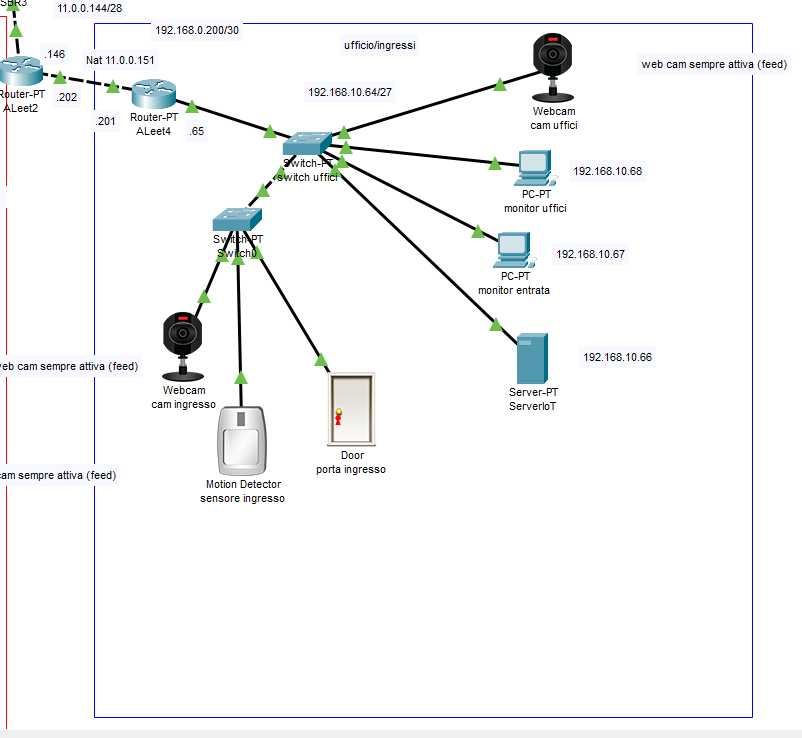 SBR3
11.0.0.144/28
192.168.0.200/30
ufficio/ingressi
.146
Nat 11.0.0.151
web cam sempre attiva (feed)
Router-PT
ALeet2
.202
192.168.10.64/27
Webcam
cam uffici
.201
Router-PT
ALeet4
.65
Switch-PT
switch uffici
192.168.10.68
PC-PT
monitor uffici
Switch-PT
Switch0
192.168.10.67
PC-PT
monitor entrata
192.168.10.66
web cam sempre attiva (feed)
Webcam
cam ingresso
Server-PT
ServerIoT
Door
porta ingresso
cam sempre attiva (feed)
Motion Detector
sensore ingresso